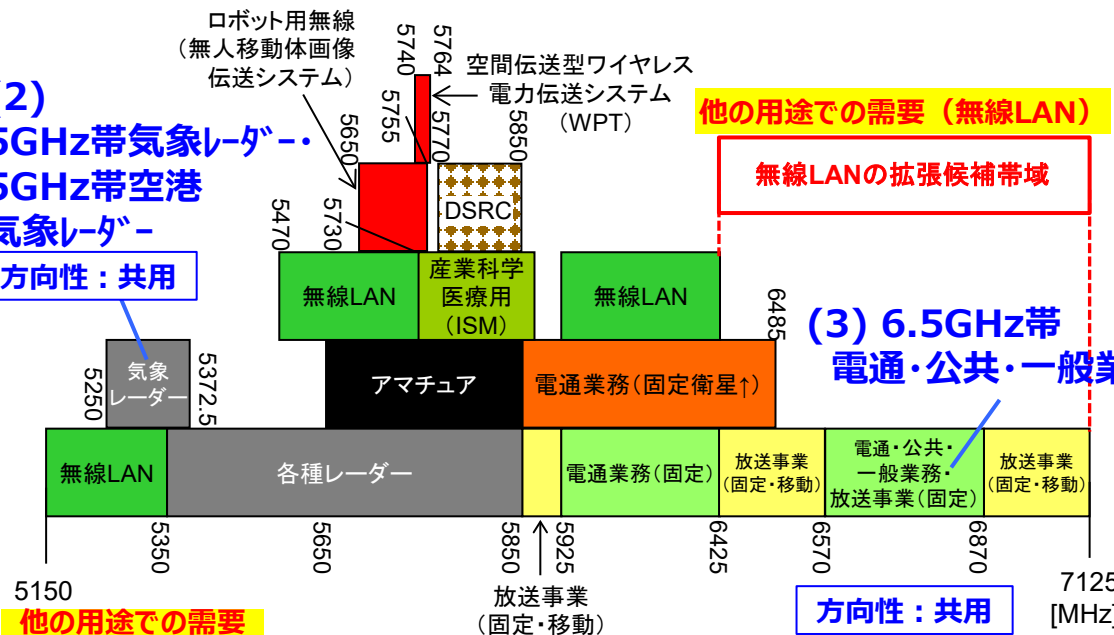 ロボット用無線
(無人移動体画像
伝送システム)
5740
5764
空間伝送型ワイヤレス
電力伝送システム
(WPT)
(2)
5GHz帯気象ﾚｰﾀﾞｰ・
5GHz帯空港
気象ﾚｰﾀﾞｰ
方向性:共用
5650
5755
5770
5850
他の用途での需要(無線LAN)
無線LANの拡張候補帯域
DSRC
5470
5730
無線LAN
産業科学
医療用
(ISM)
無線LAN
6485
(3) 6.5GHz帯
電通・公共・一般業
5250
気象
レーダー
5372.5
アマチュア
電通業務(固定衛星↑)
無線LAN
各種レーダー
電通業務(固定)
放送事業
(固定・移動)
電通・公共・
一般業務・
放送事業(固定)
放送事業
(固定・移動)
5150
5350
5650
5850
5925
6425
6570
6870
7125
[MHz]
放送事業
(固定・移動)
方向性:共用
他の用途での需要